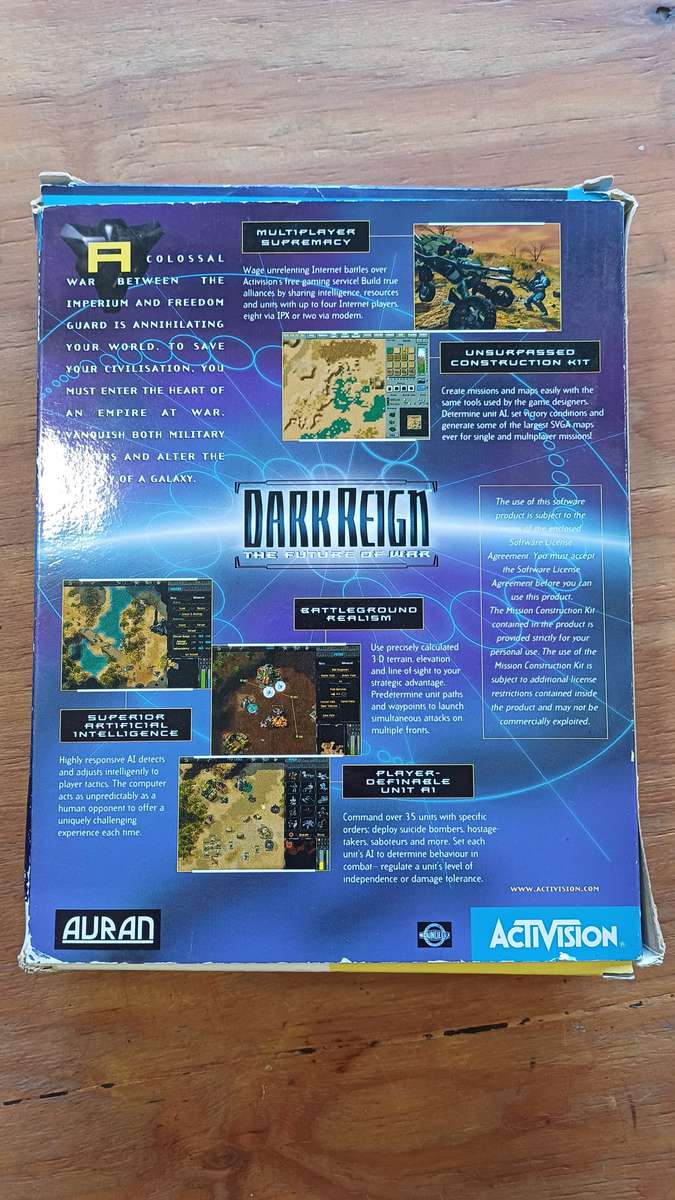 A COLOSSAL
WAR BETWEEN THE
IMPERIUM AND FREEDOM
GUARD IS ANNIHILATING
YOUR WORLD. TO SAVE
YOUR CIVILISATION, YOU
MUST ENTER THE HEART OF
AN EMPIRE AT WAR.
VANQUISH BOTH MILITARY
AND ALTER THE
OF A GALAXY.
MULTIPLAYER
SUPREMACY
Wage unrelenting Internet battles over
Activision's free gaming service! Build true
alliances by sharing intelligence, resources
and units with up to four Internet players,
eight via IPX or two via modem.
UNSURPASSED
CONSTRUCTION KIT
Create missions and maps easily with the
same tools used by the game designers.
Determine unit AI, set victory conditions and
generate some of the largest SVGA maps
ever for single and multiplayer missions!
DARK REIGN
THE FUTURE OF WAR
The use of this software
product is subject to the
of the enclosed
Software License
Agreement. You must accept
the Software License
Agreement before you can
use this product.
The Mission Construction Kit
contained in the product is
provided strictly for your
personal use. The use of the
Mission Construction Kit is
subject to additional license
restrictions contained inside
the product and may not be
commercially exploited.
BATTLEGROUND
REALISM
Use precisely calculated
3-D terrain, elevation
and line-of-sight to your
strategic advantage.
Predetermine unit paths
and waypoints to launch
simultaneous attacks on
multiple fronts.
SUPERIOR
ARTIFICIAL
INTELLIGENCE
Highly responsive AI detects
and adjusts intelligently to
player tactics. The computer
acts as unpredictably as a
human opponent to offer a
uniquely challenging
experience each time.
PLAYER-
DEFINABLE
UNIT AI
Command over 35 units with specific
orders; deploy suicide bombers, hostage-
takers, saboteurs and more. Set each
unit's AI to determine behaviour in
combat– regulate a unit's level of
independence or damage tolerance.
WWW.ACTIVISION.COM
AURAN
ACTIVISION®